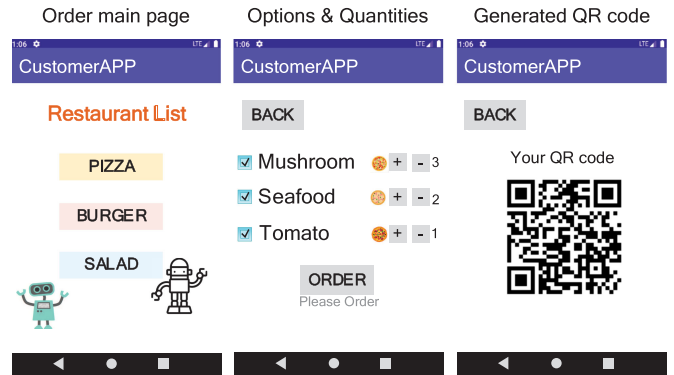 Order main page
1:06 LTE
CustomerAPP
Restaurant List
PIZZA
BURGER
SALAD
Options & Quantities
1:06 LTE
CustomerAPP
BACK
Mushroom + - 3
Seafood + - 2
Tomato + - 1
ORDER
Please Order
Generated QR code
1:06 LTE
CustomerAPP
BACK
Your QR code